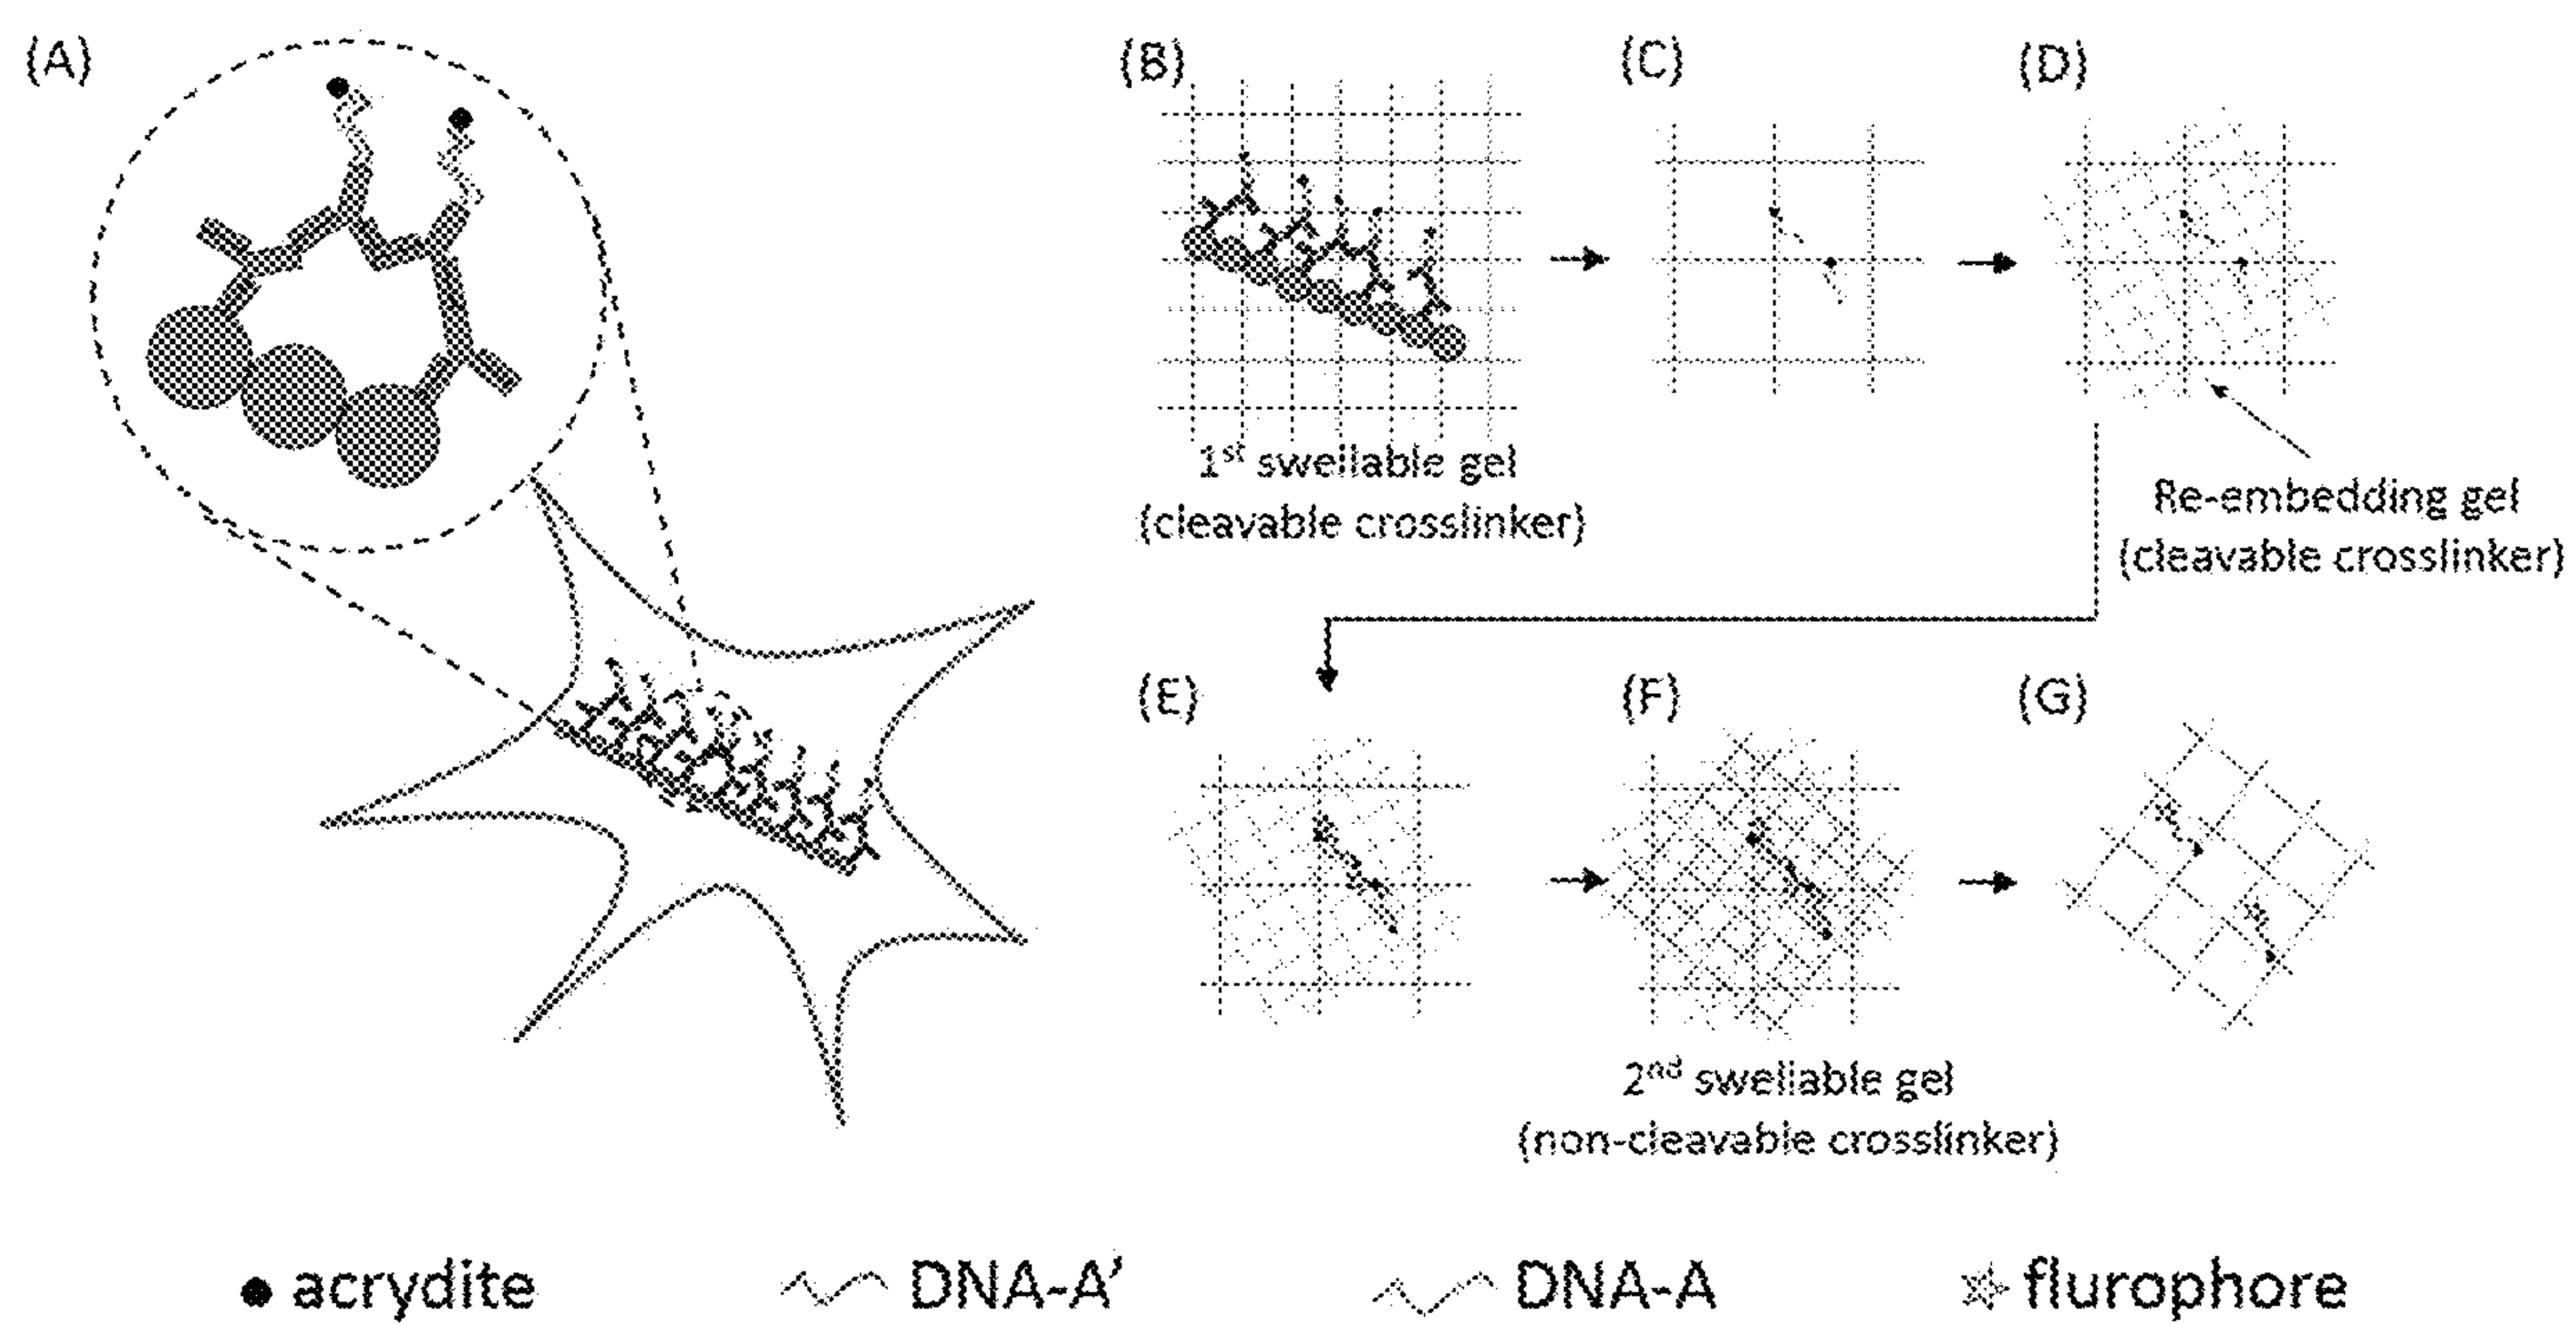 (A)
(B)
(C)
(D)
1st swellable gel
(cleavable crosslinker)
Re-embedding gel
(cleavable crosslinker)
(E)
(F)
(G)
2nd swellable gel
(non-cleavable crosslinker)
acrydite
DNA-A'
DNA-A
flurophore